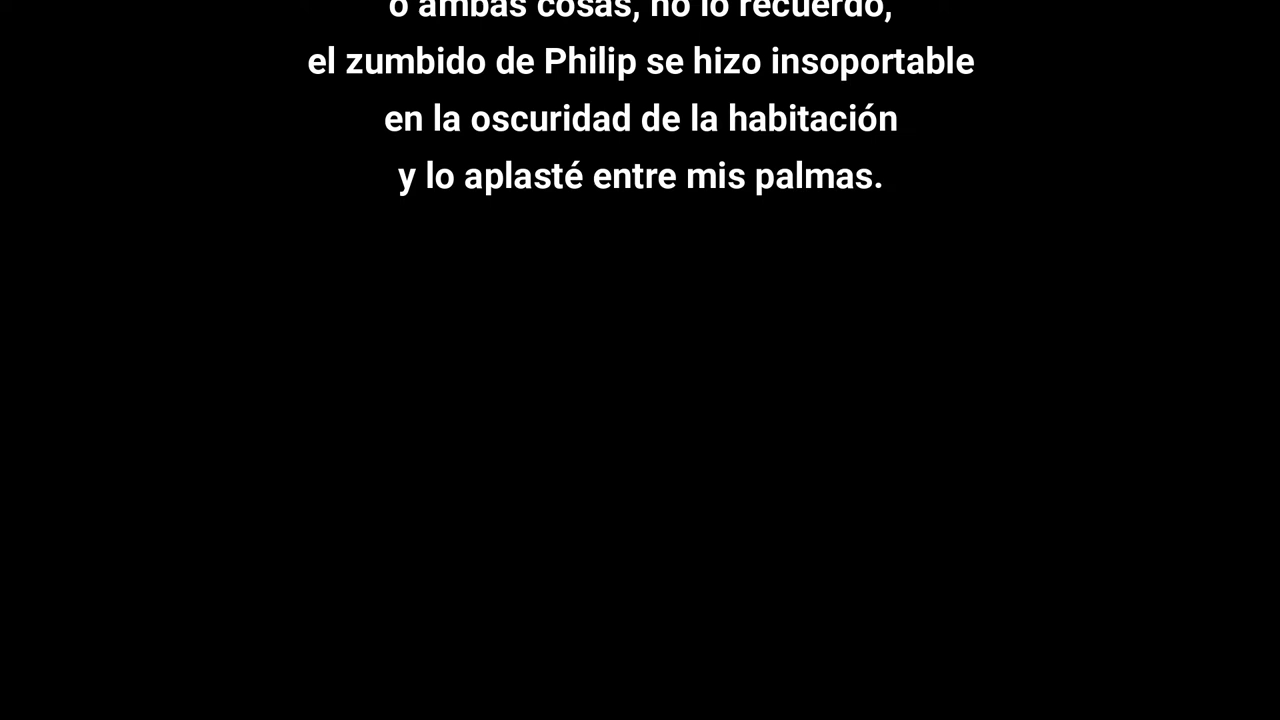 o ambas cosas, no lo recuerdo,
el zumbido de Philip se hizo insoportable
en la oscuridad de la habitación
y lo aplasté entre mis palmas.